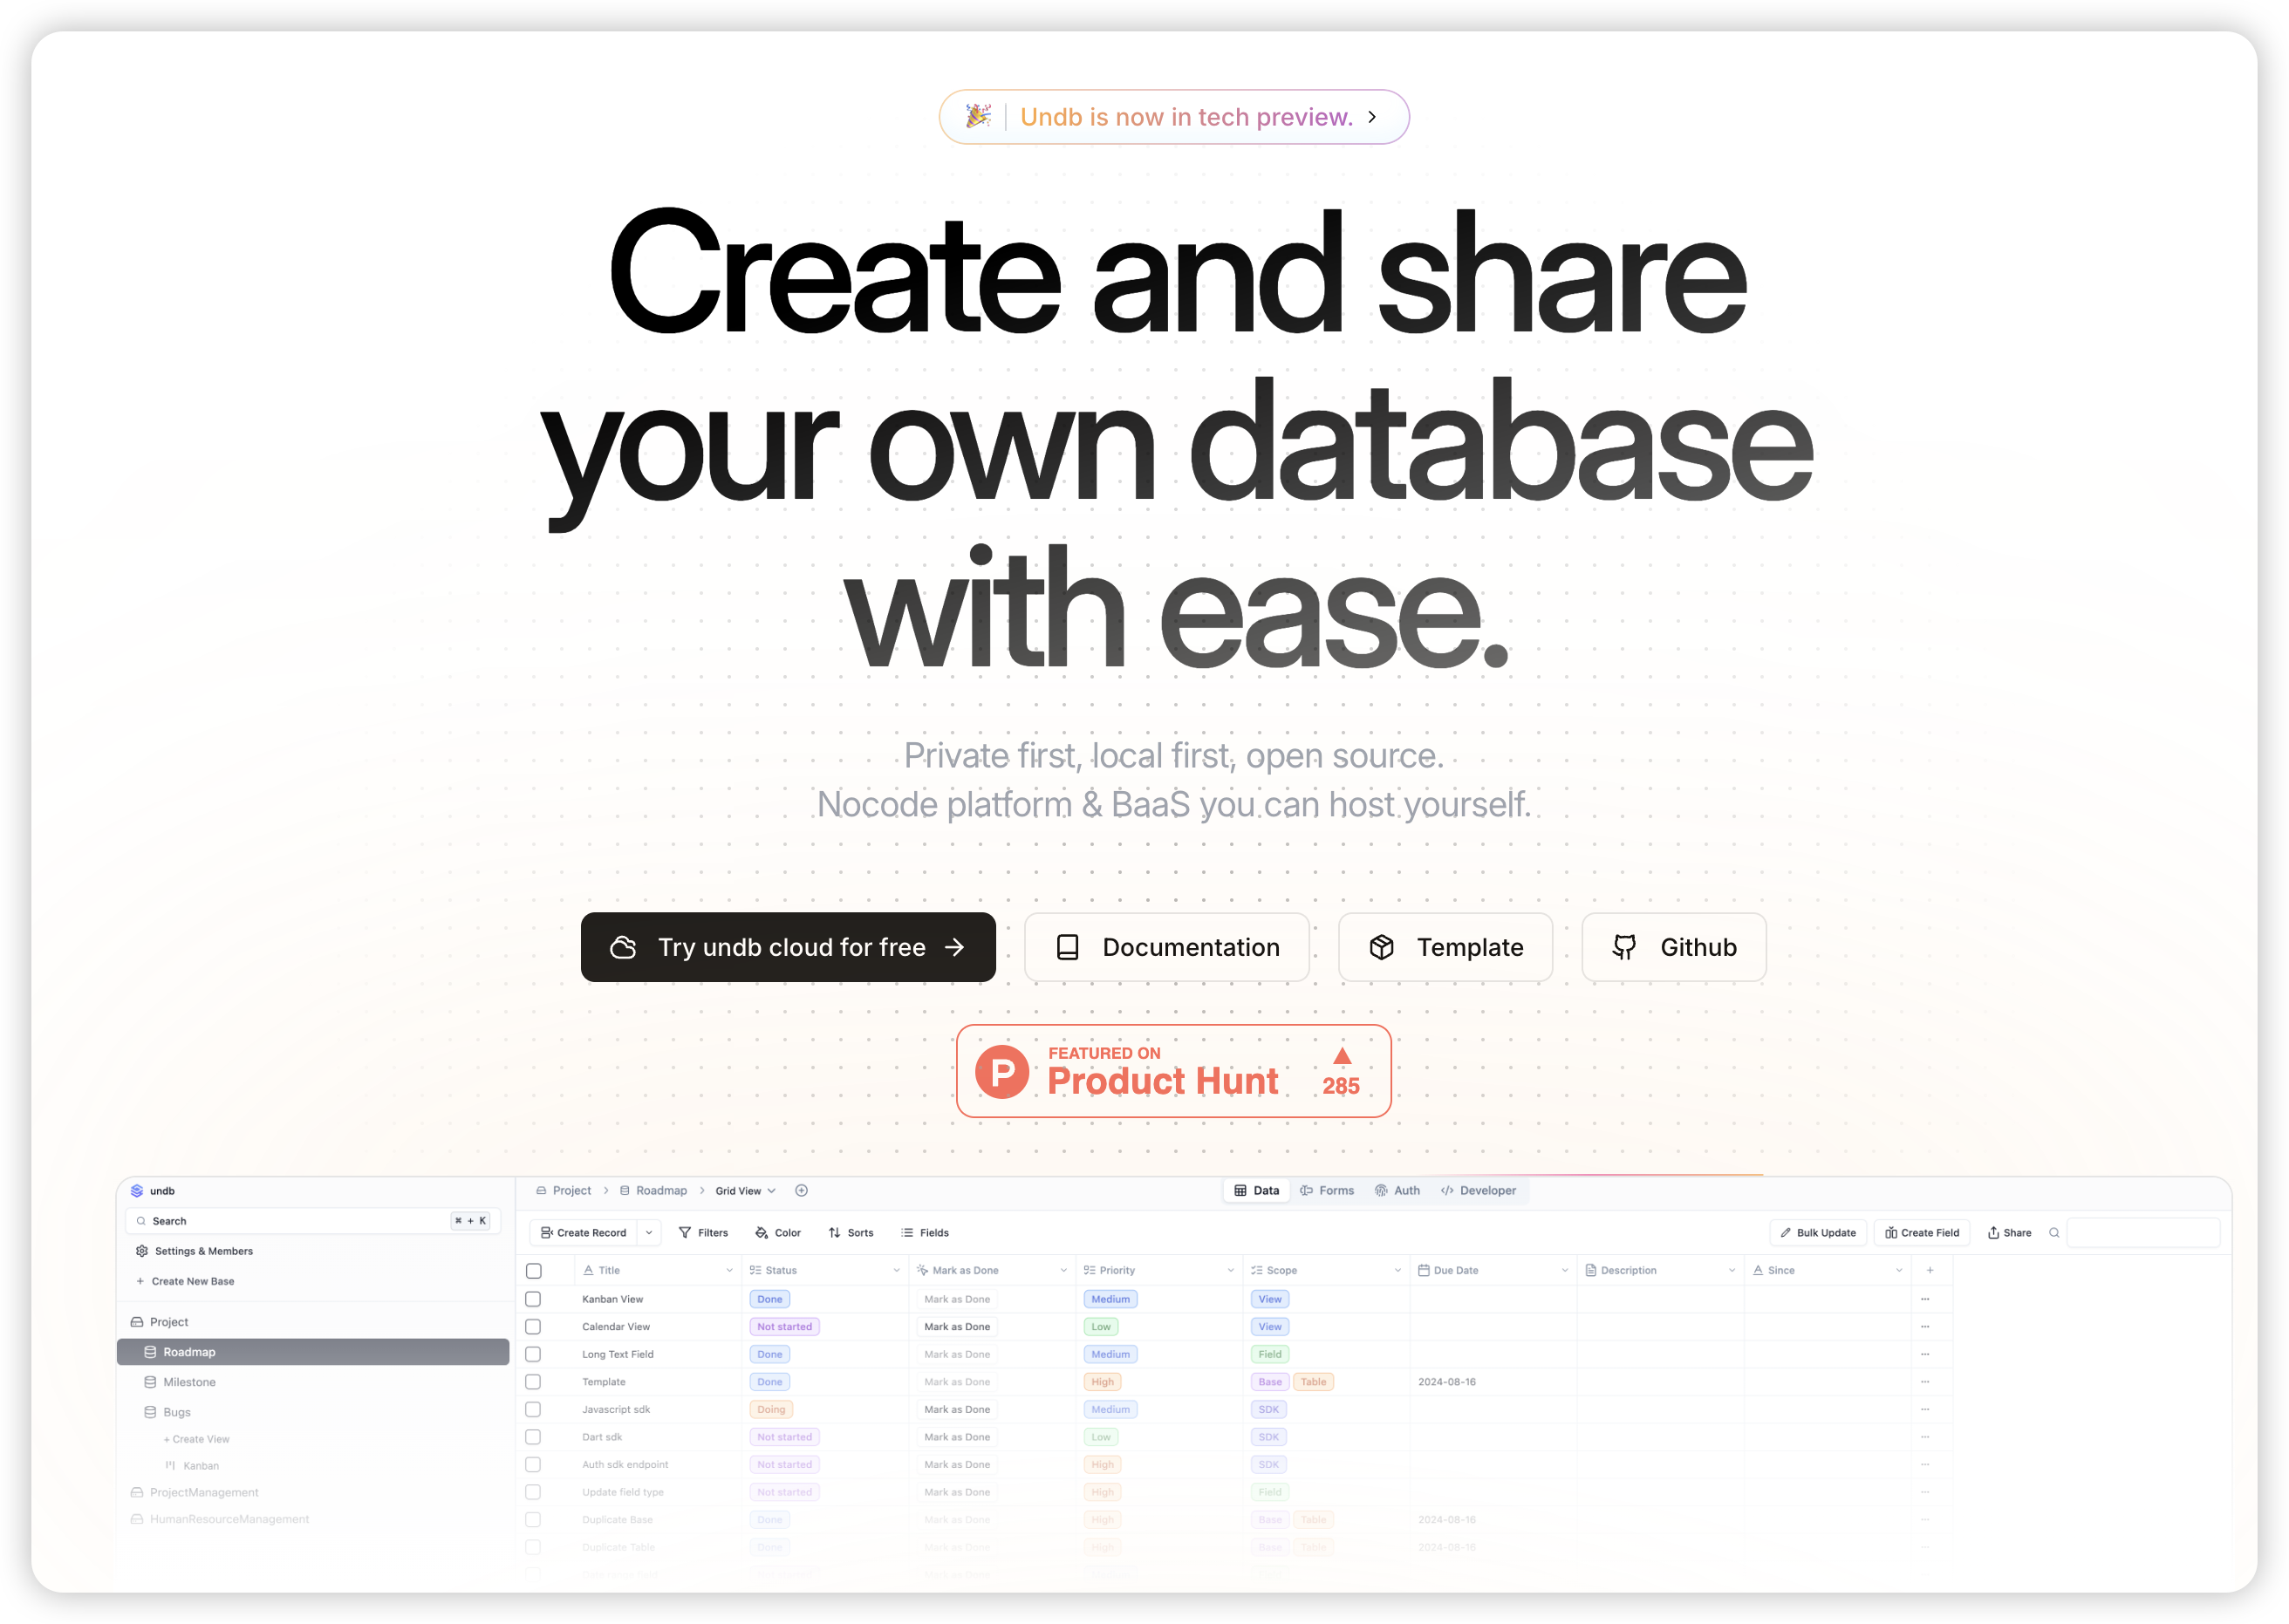 🎉 Undb is now in tech preview.
Create and share
your own database
with ease.
Private first, local first, open source.
Nocode platform & BaaS you can host yourself.
Try undb cloud for free → Documentation Template Github
FEATURED ON
Product Hunt
▲
285
undb
Search ⌘ + K
Settings & Members
+ Create New Base
Project
Roadmap
Milestone
Bugs
+ Create View
Kanban
ProjectManagement
HumanResourceManagement
Project > Roadmap > Grid View Data Forms Auth Developer
Create Record Filters Color Sorts Fields Bulk Update Create Field Share
Title Status Mark as Done Priority Scope Due Date Description Since +
Kanban View Done Mark as Done Medium View ...
Calendar View Not started Mark as Done Low View ...
Long Text Field Done Mark as Done Medium Field ...
Template Done Mark as Done High Base Table 2024-08-16 ...
Javascript sdk Doing Mark as Done Medium SDK ...
Dart sdk Not started Mark as Done Low SDK ...
Auth sdk endpoint Not started Mark as Done High SDK ...
Update field type Not started Mark as Done High Field ...
Duplicate Base Done Mark as Done High Base Table 2024-08-16 ...
Duplicate Table Done Mark as Done High Base Table 2024-08-16 ...